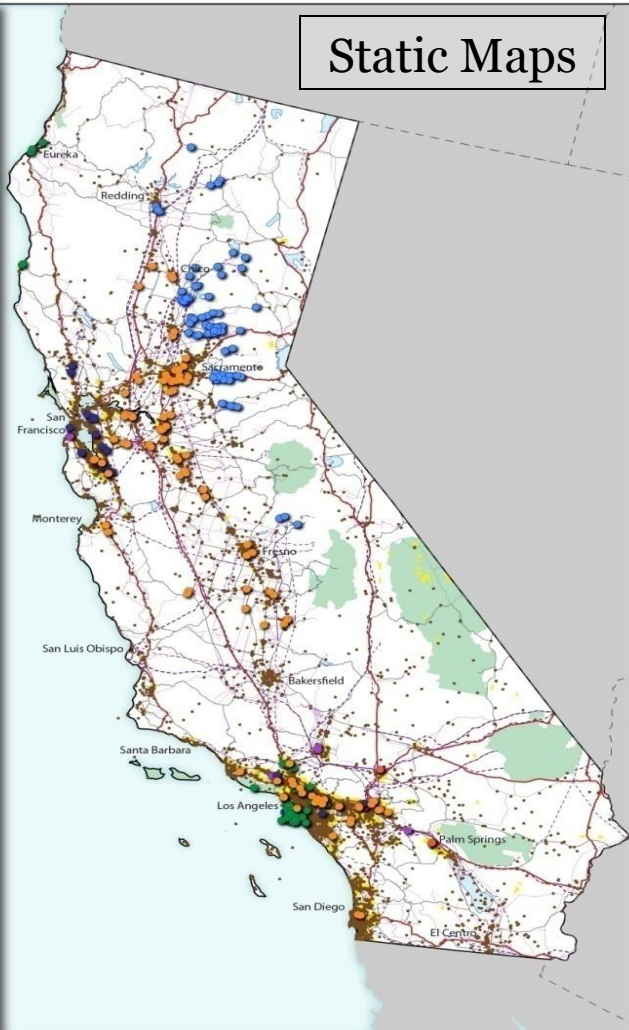 Static Maps
Eureka
Redding
Chico
Sacramento
San
Francisco
Monterey
Fresno
San Luis Obispo
Bakersfield
Santa Barbara
Los Angeles
Palm Springs
San Diego
El Centro